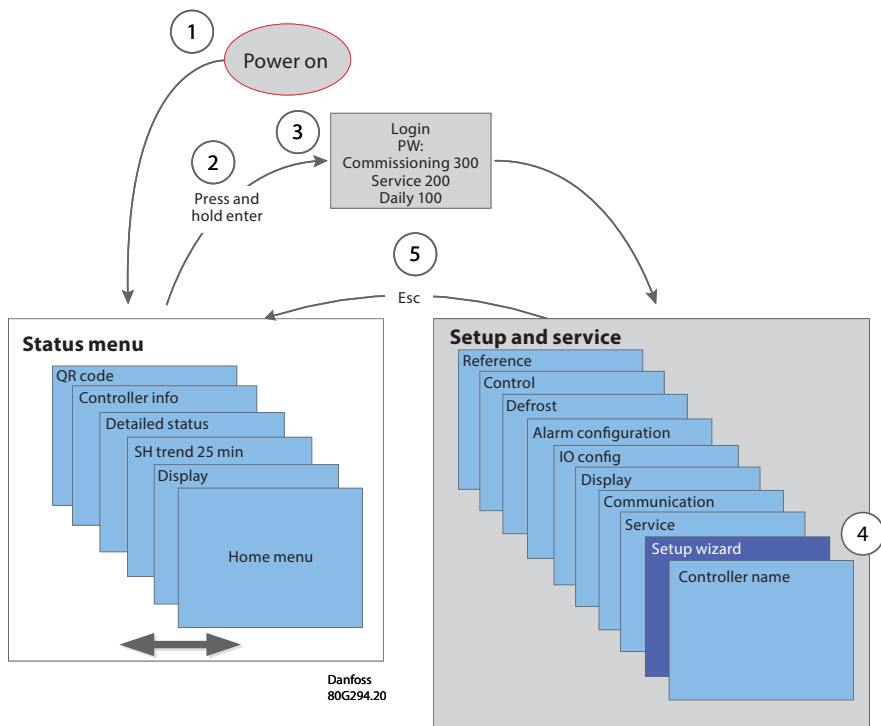 1
Power on
2
Press and
hold enter
3
Login
PW:
Commissioning 300
Service 200
Daily 100
5
Esc
Status menu
QR code
Controller info
Detailed status
SH trend 25 min
Display
Home menu
Setup and service
Reference
Control
Defrost
Alarm configuration
IO config
Display
Communication
Service
Setup wizard
Controller name
4
Danfoss
80G294.20